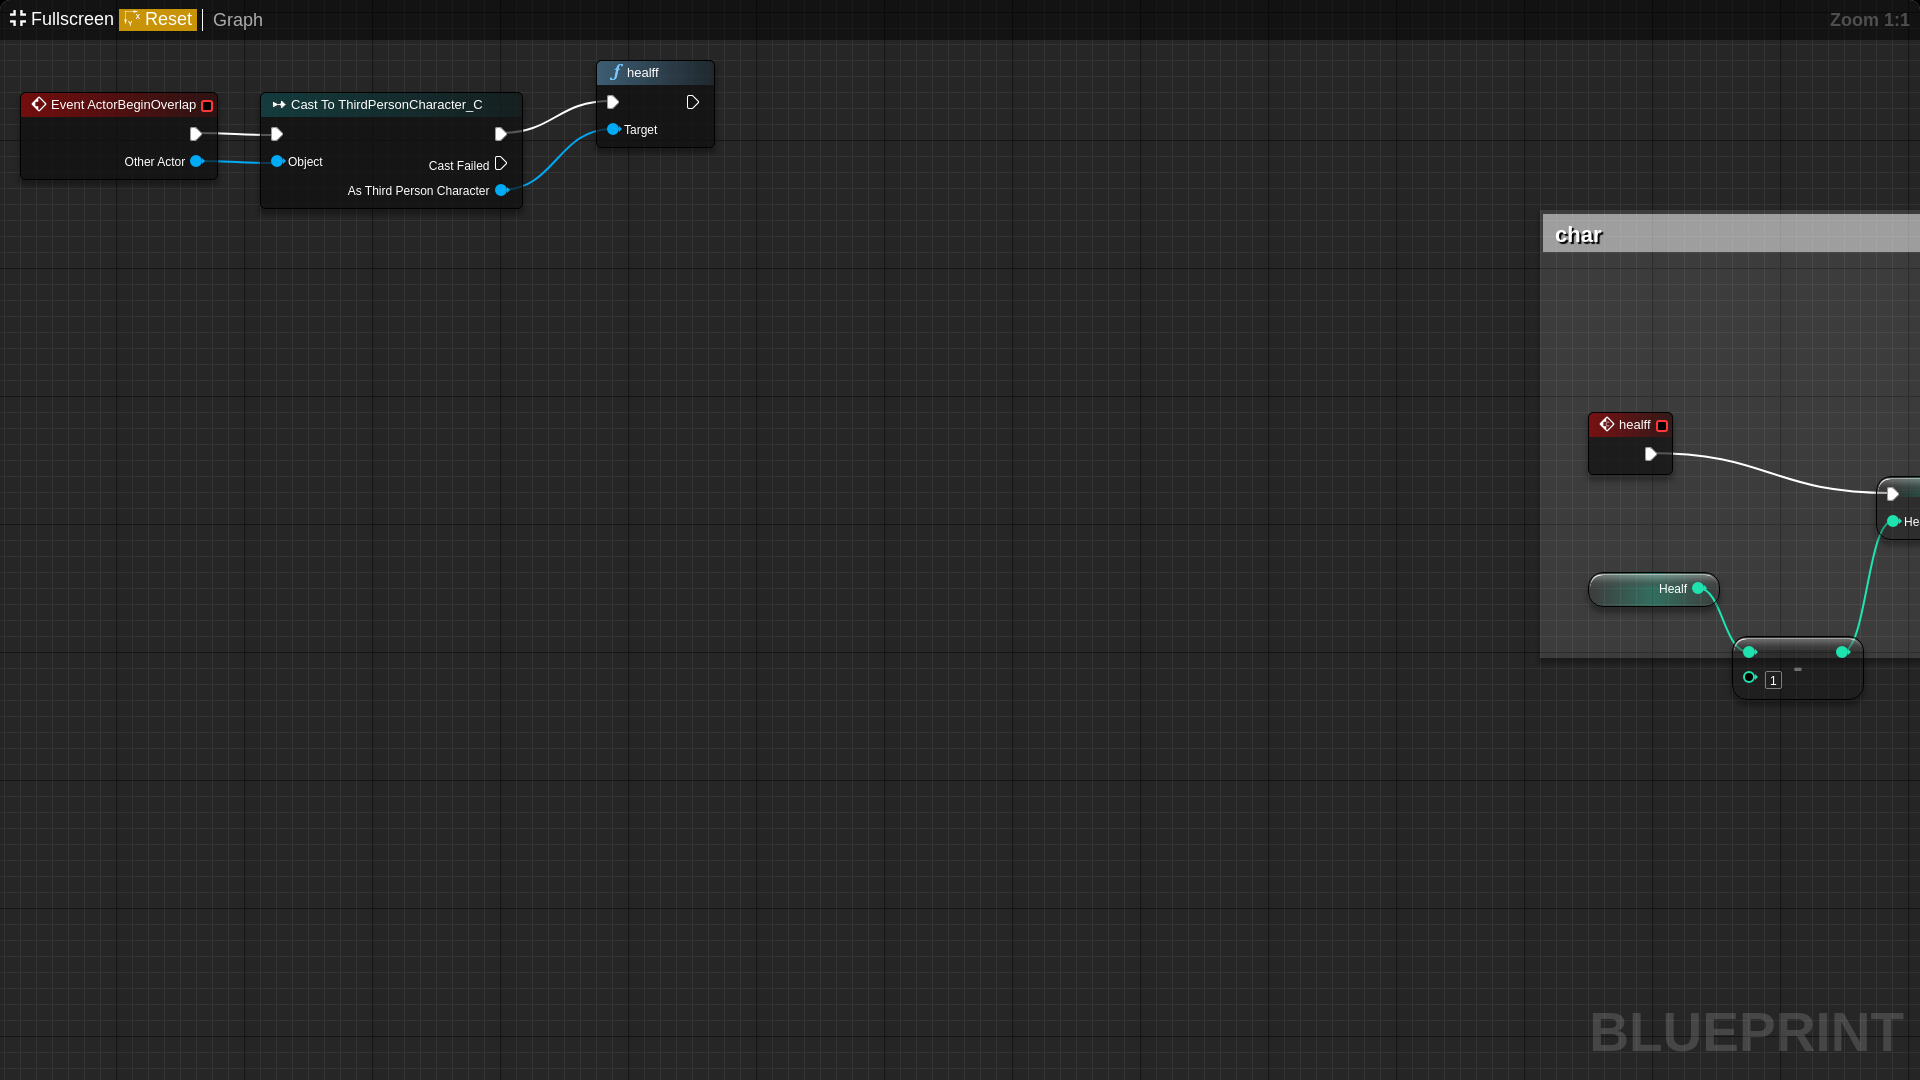 Fullscreen Reset Graph Zoom 1:1
healff
Event ActorBeginOverlap
Cast To ThirdPersonCharacter_C
Target
Other Actor
Object
Cast Failed
As Third Person Character
char
healff
Healf
-
1
BLUEPRINT